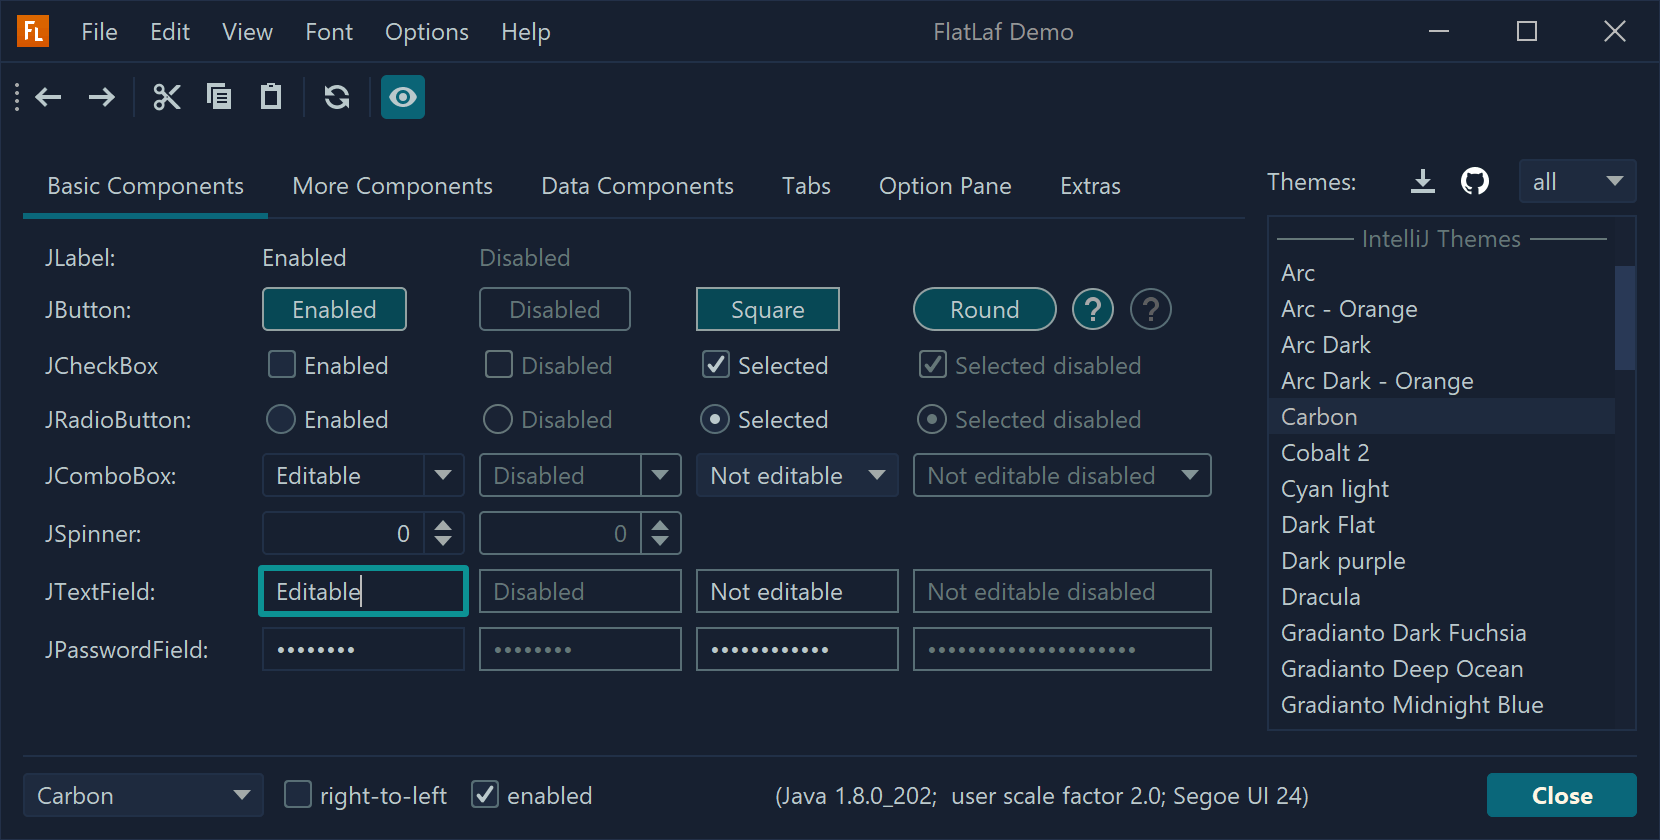 FL File Edit View Font Options Help FlatLaf Demo
Basic Components More Components Data Components Tabs Option Pane Extras
Themes: all
JLabel: Enabled Disabled
JButton: Enabled Disabled Square Round ? ?
JCheckBox Enabled Disabled Selected Selected disabled
JRadioButton: Enabled Disabled Selected Selected disabled
JComboBox: Editable Disabled Not editable Not editable disabled
JSpinner: 0 0
JTextField: Editable Disabled Not editable Not editable disabled
JPasswordField: •••••••• •••••••• •••••••••••• •••••••••••••••••••••
IntelliJ Themes
Arc
Arc - Orange
Arc Dark
Arc Dark - Orange
Carbon
Cobalt 2
Cyan light
Dark Flat
Dark purple
Dracula
Gradianto Dark Fuchsia
Gradianto Deep Ocean
Gradianto Midnight Blue
Carbon right-to-left enabled (Java 1.8.0_202; user scale factor 2.0; Segoe UI 24) Close